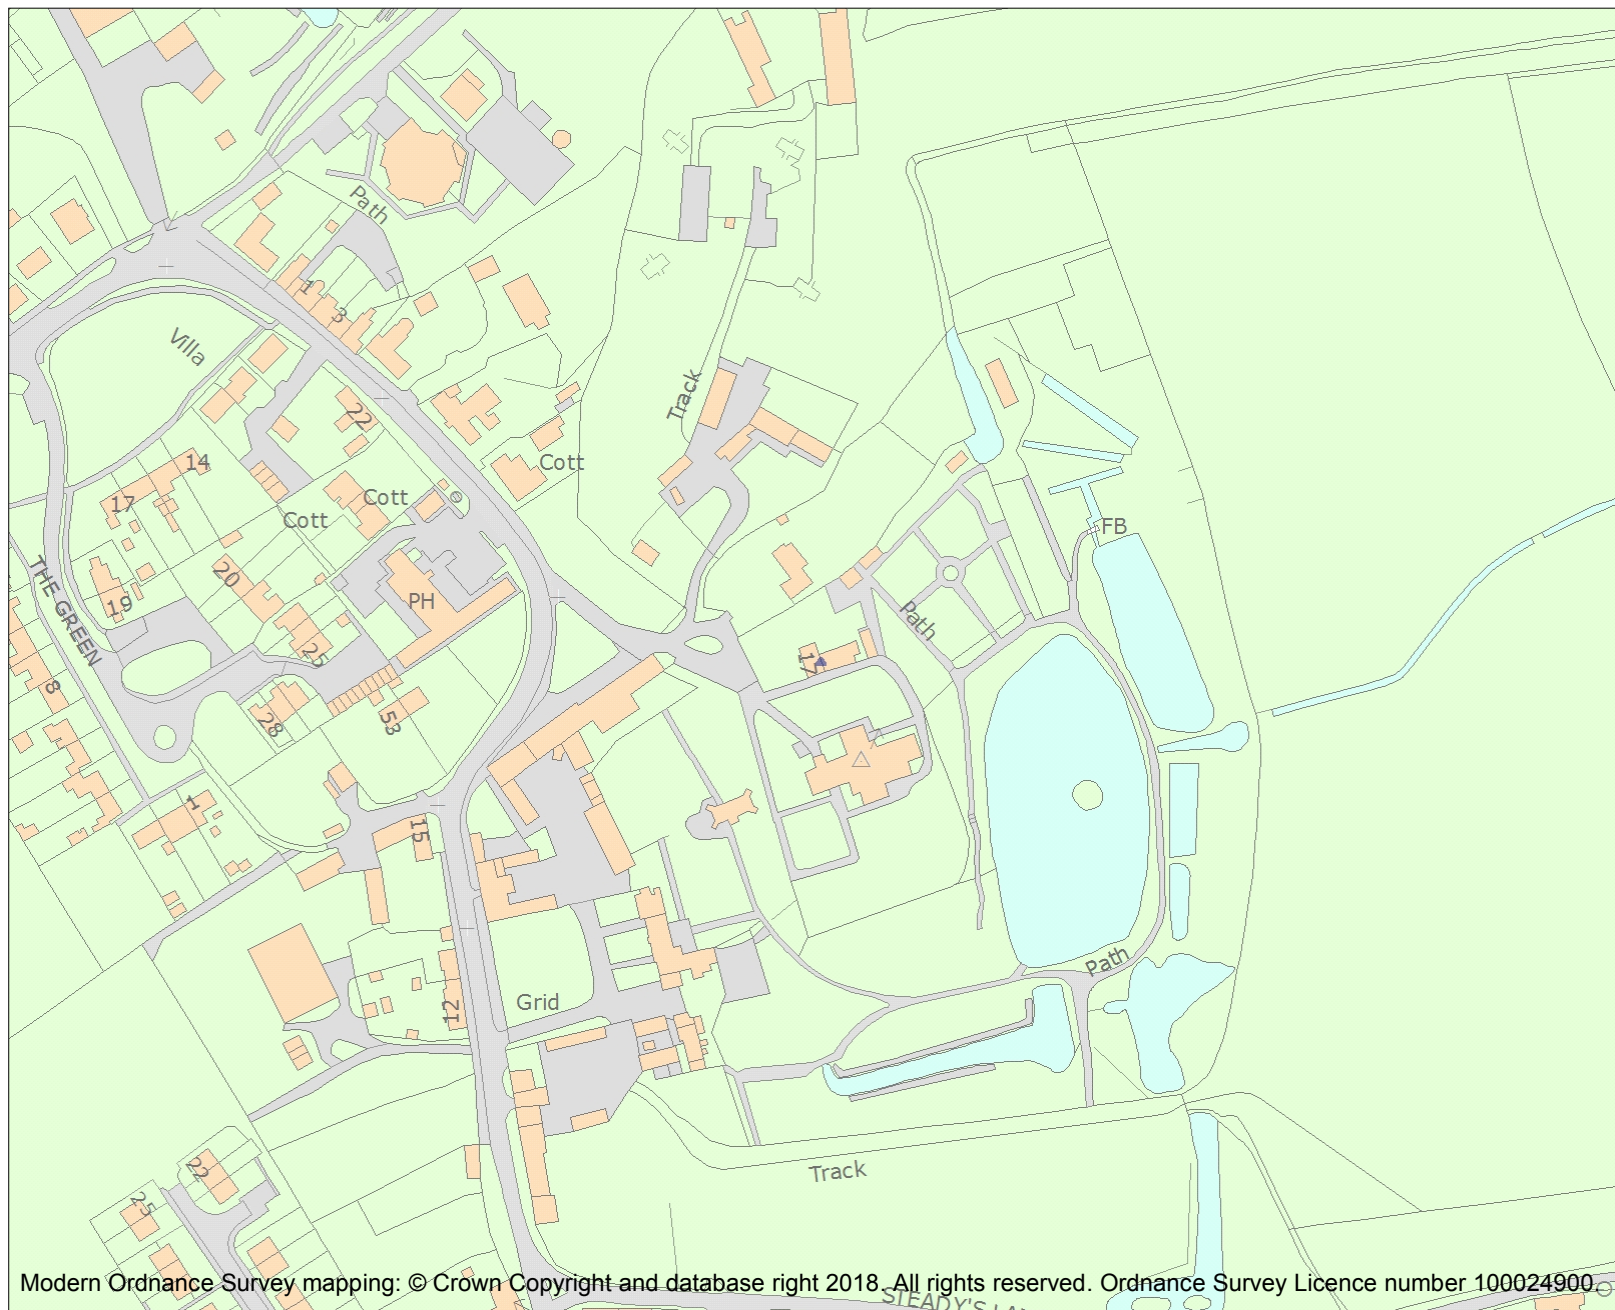 Path
1
3
Villa
22
Track
14
Cott
17
Cott
Cott
FB
THE GREEN
20
19
PH
Path
25
17
8
28
53
1
15
Path
12
Grid
22
Track
25
Modern Ordnance Survey mapping: © Crown Copyright and database right 2018. All rights reserved. Ordnance Survey Licence number 100024900.
STEADY'S